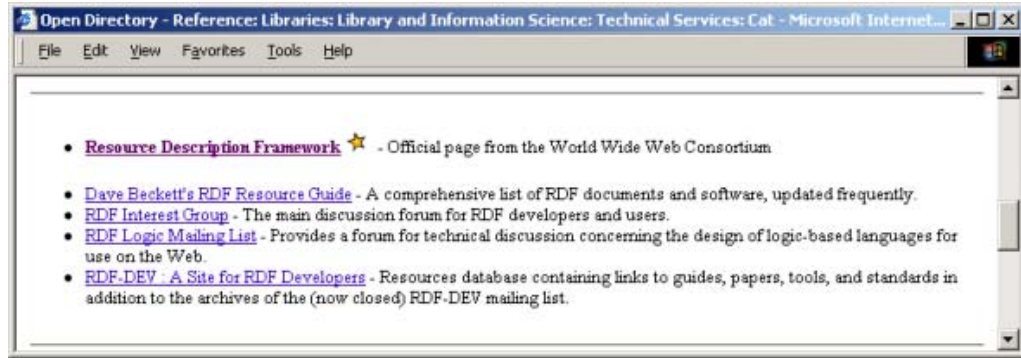 Open Directory - Reference: Libraries: Library and Information Science: Technical Services: Cat - Microsoft Internet...
File Edit View Favorites Tools Help
Resource Description Framework - Official page from the World Wide Web Consortium
Dave Beckett's RDF Resource Guide - A comprehensive list of RDF documents and software, updated frequently.
RDF Interest Group - The main discussion forum for RDF developers and users.
RDF Logic Mailing List - Provides a forum for technical discussion concerning the design of logic-based languages for
use on the Web.
RDF-DEV : A Site for RDF Developers - Resources database containing links to guides, papers, tools, and standards in
addition to the archives of the (now closed) RDF-DEV mailing list.